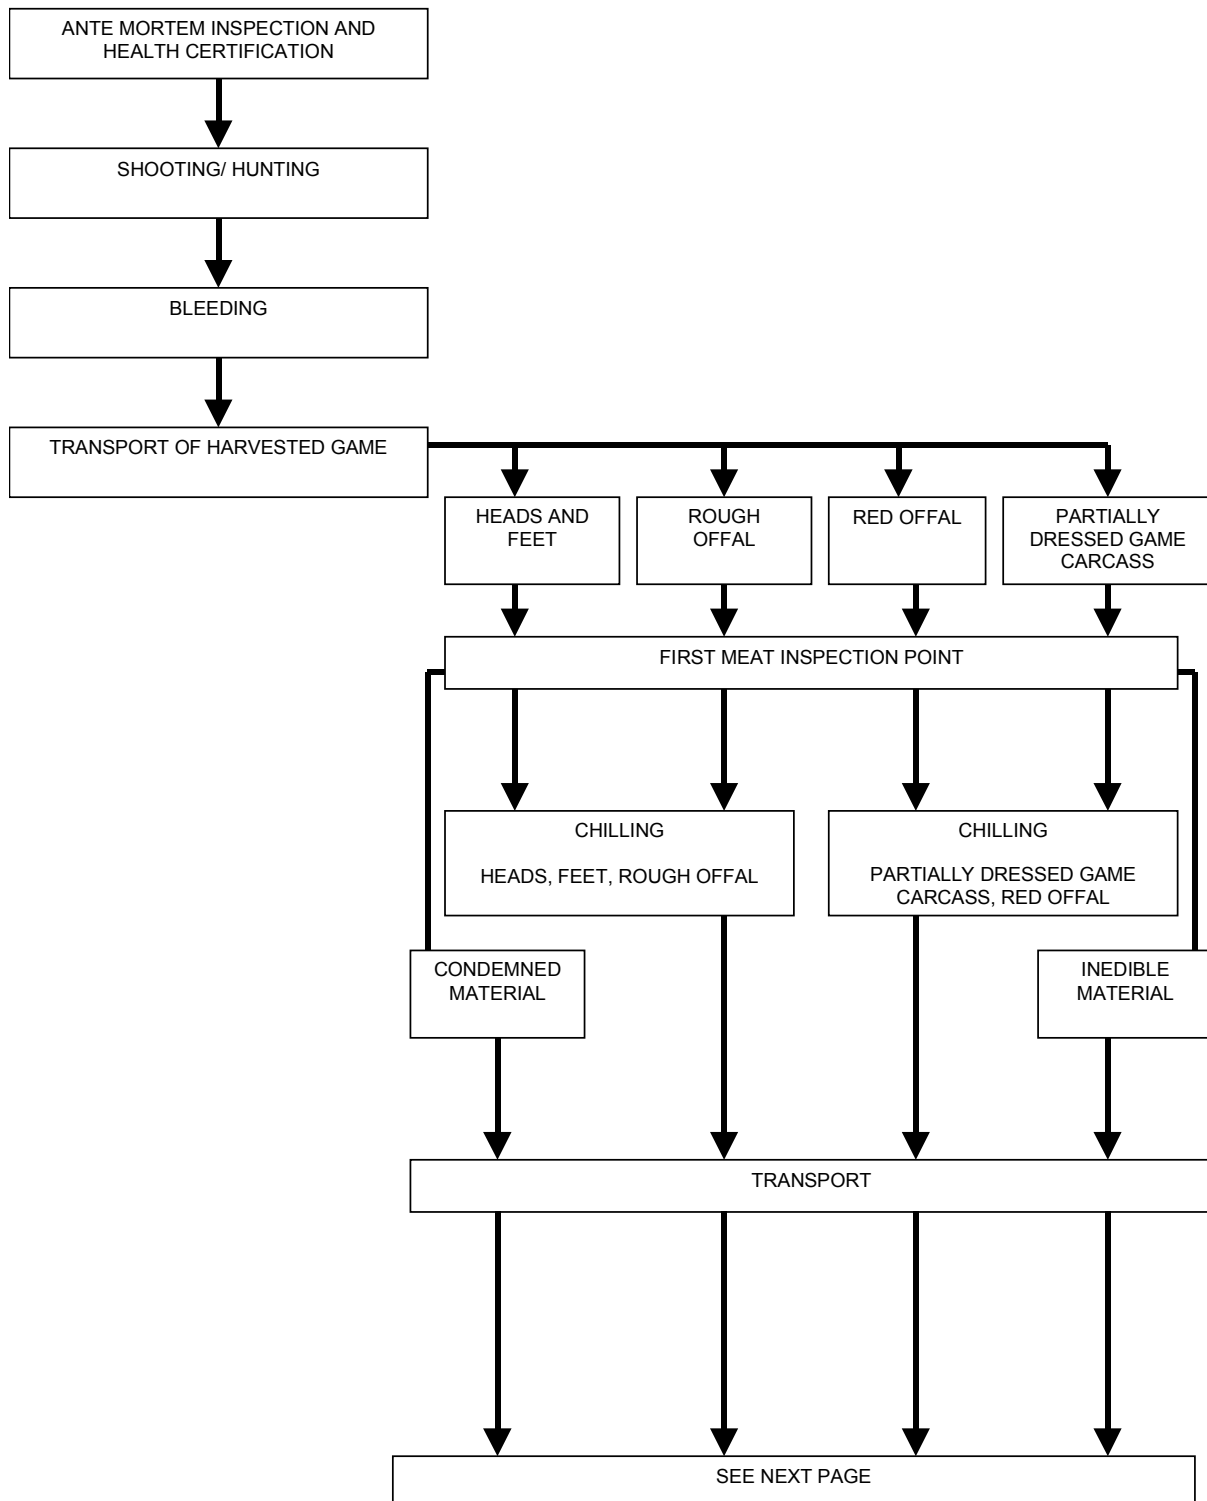 ANTE MORTEM INSPECTION AND
HEALTH CERTIFICATION
SHOOTING/ HUNTING
BLEEDING
TRANSPORT OF HARVESTED GAME
HEADS AND
FEET
ROUGH
OFFAL
RED OFFAL
PARTIALLY
DRESSED GAME
CARCASS
FIRST MEAT INSPECTION POINT
CHILLING
HEADS, FEET, ROUGH OFFAL
CHILLING
PARTIALLY DRESSED GAME
CARCASS, RED OFFAL
CONDEMNED
MATERIAL
INEDIBLE
MATERIAL
TRANSPORT
SEE NEXT PAGE